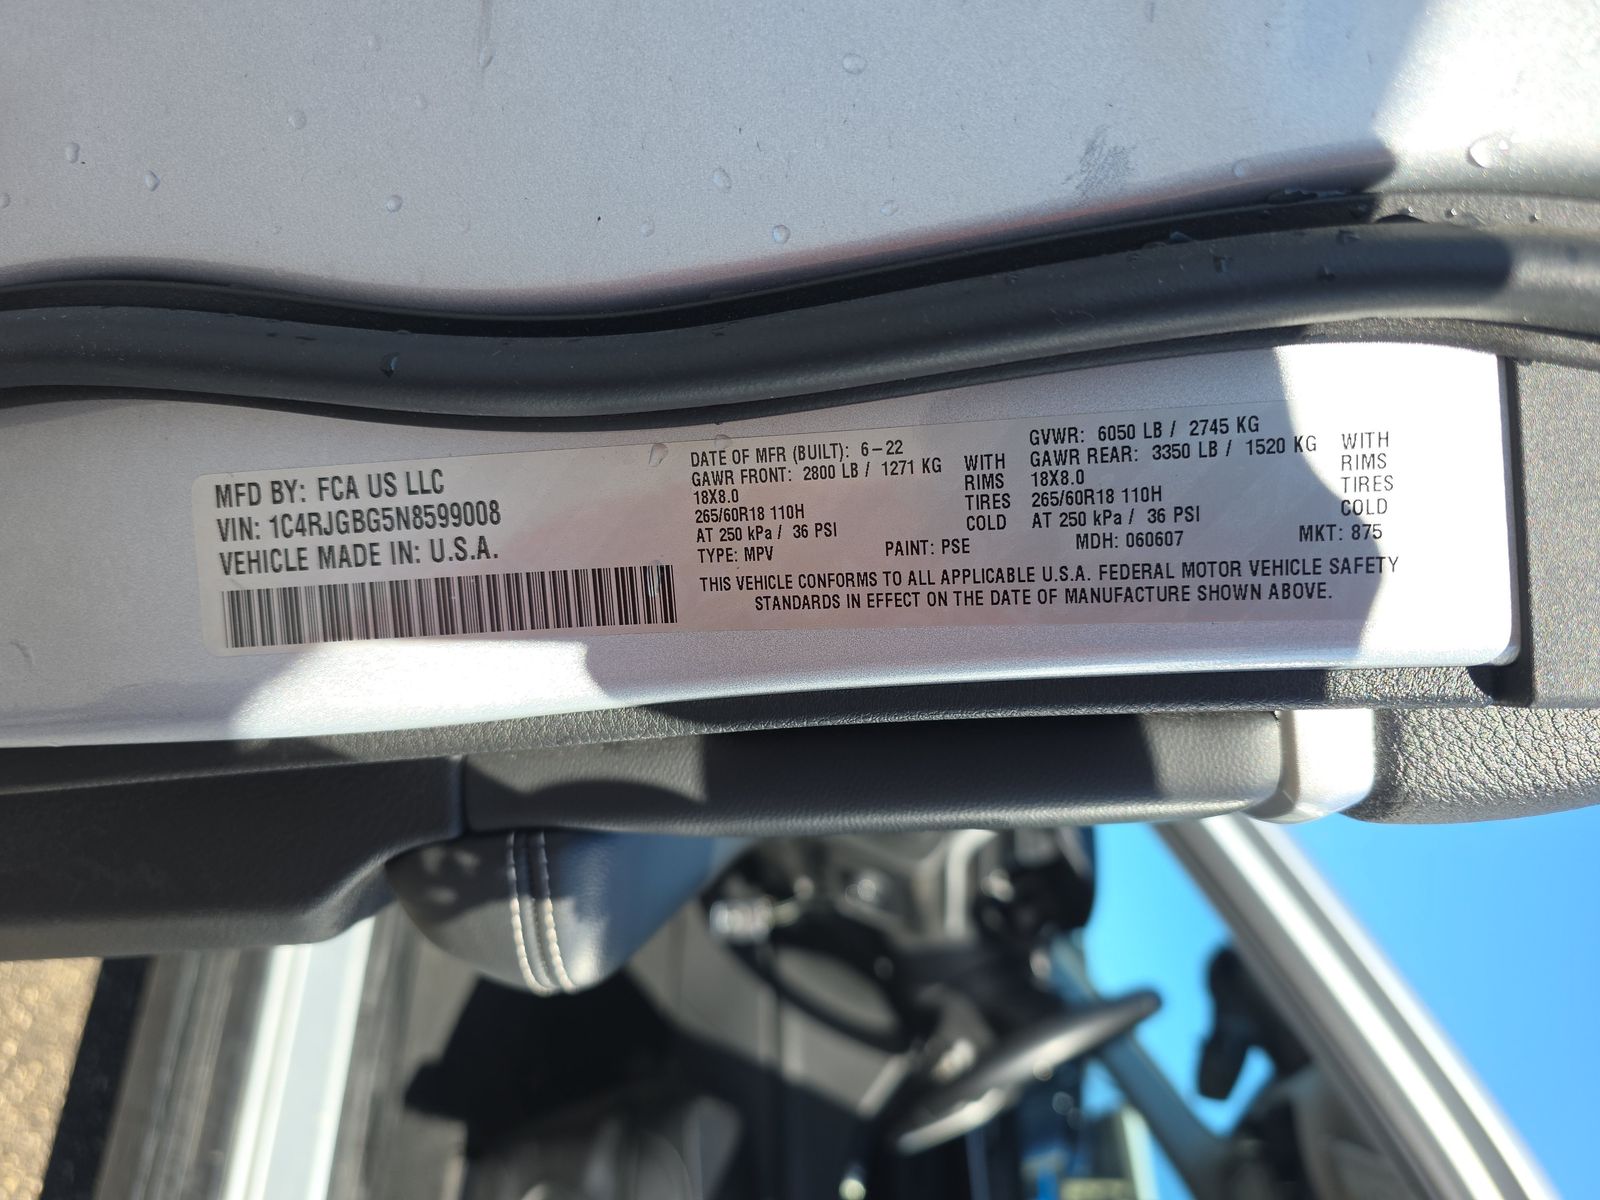 MFD BY: FCA US LLC
VIN: 1C4RJGBG5N8599008
VEHICLE MADE IN: U.S.A.
DATE OF MFR (BUILT): 6-22
GVWR: 6050 LB / 2745 KG
GAWR FRONT: 2800 LB / 1271 KG WITH
GAWR REAR: 3350 LB / 1520 KG WITH
18X8.0 RIMS
18X8.0 RIMS
265/60R18 110H TIRES
265/60R18 110H TIRES
AT 250 kPa / 36 PSI COLD
AT 250 kPa / 36 PSI COLD
TYPE: MPV PAINT: PSE MDH: 060607 MKT: 875
THIS VEHICLE CONFORMS TO ALL APPLICABLE U.S.A. FEDERAL MOTOR VEHICLE SAFETY
STANDARDS IN EFFECT ON THE DATE OF MANUFACTURE SHOWN ABOVE.